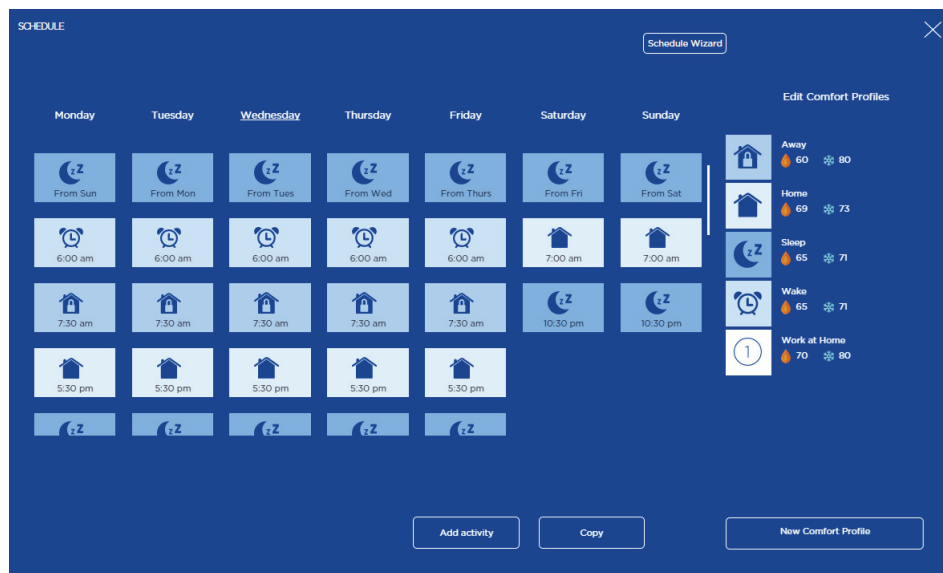 SCHEDULE
Schedule Wizard
Edit Comfort Profiles
Monday Tuesday Wednesday Thursday Friday Saturday Sunday
From Sun From Mon From Tues From Wed From Thurs From Fri From Sat
6:00 am 6:00 am 6:00 am 6:00 am 6:00 am 7:00 am 7:00 am
7:30 am 7:30 am 7:30 am 7:30 am 7:30 am 10:30 pm 10:30 pm
5:30 pm 5:30 pm 5:30 pm 5:30 pm 5:30 pm
Away
60 80
Home
69 73
Sleep
65 71
Wake
65 71
1
Work at Home
70 80
Add activity Copy New Comfort Profile